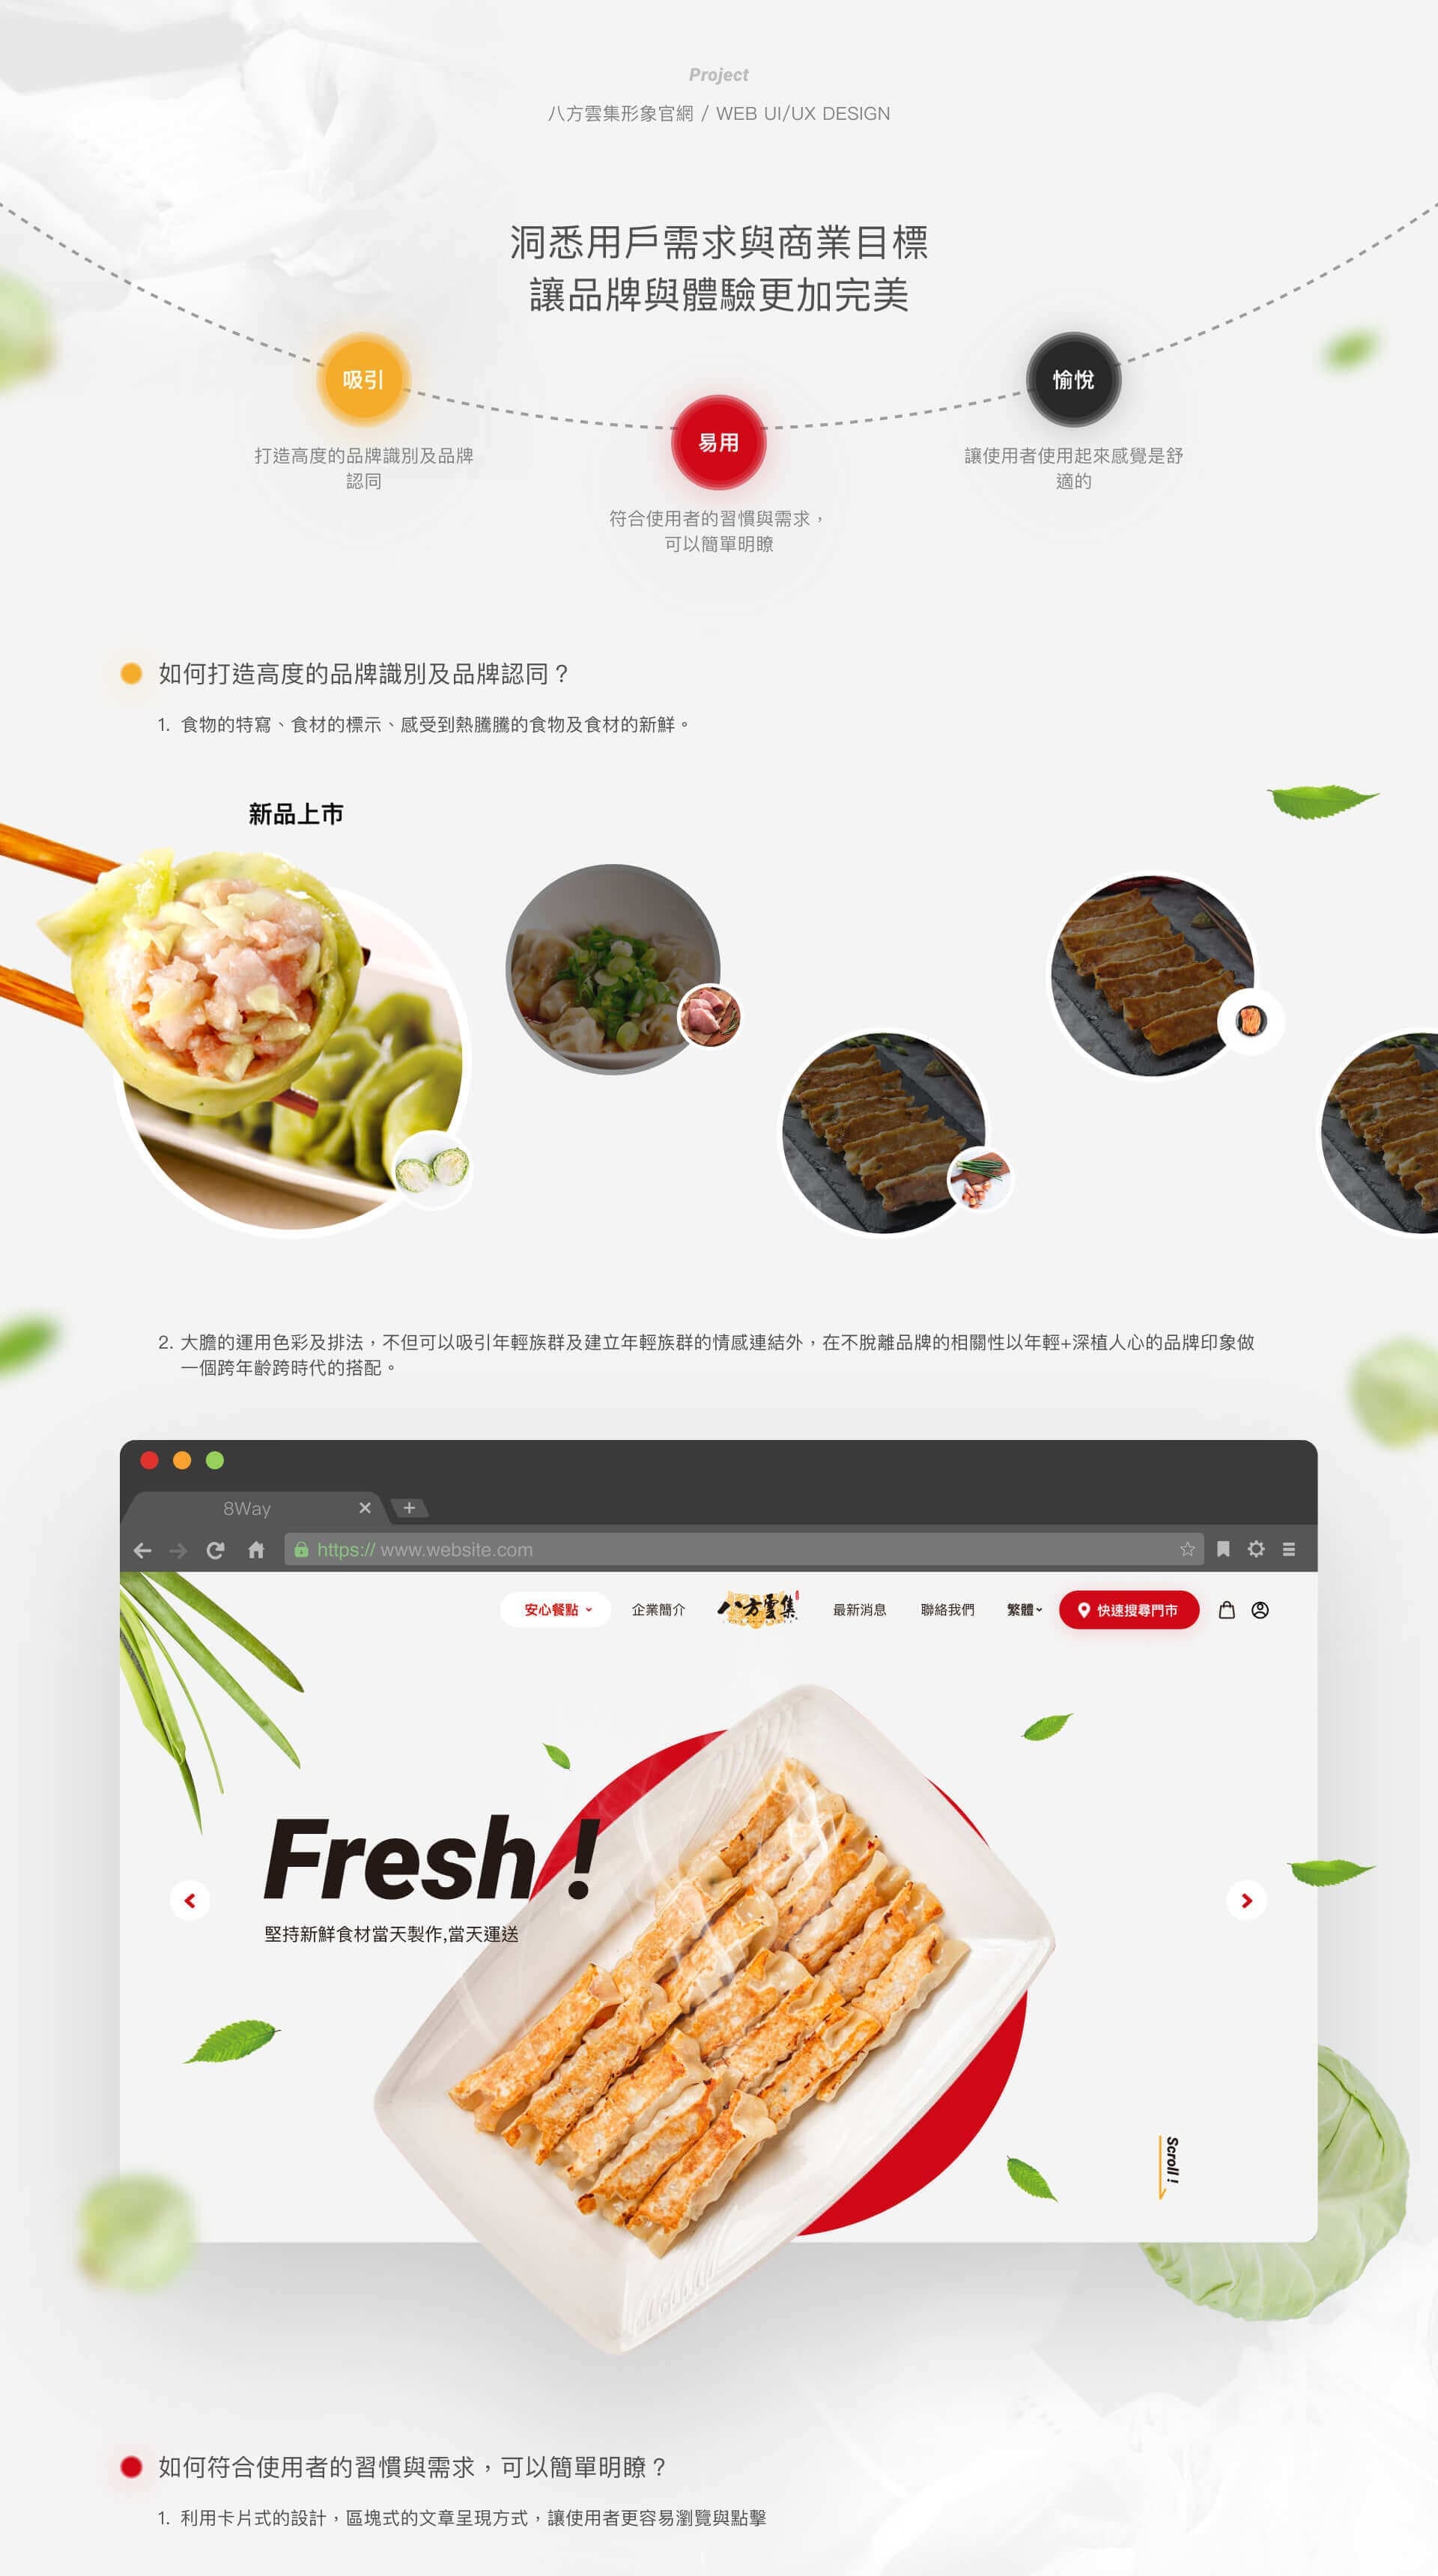 Project
八方雲集形象官網 / WEB UI/UX DESIGN
洞悉用戶需求與商業目標
讓品牌與體驗更加完美
吸引
打造高度的品牌識別及品牌
認同
易用
符合使用者的習慣與需求，
可以簡單明瞭
愉悅
讓使用者使用起來感覺是舒
適的
如何打造高度的品牌識別及品牌認同？
1. 食物的特寫、食材的標示、感受到熱騰騰的食物及食材的新鮮。
新品上市
2. 大膽的運用色彩及排法，不但可以吸引年輕族群及建立年輕族群的情感連結外，在不脫離品牌的相關性以年輕+深植人心的品牌印象做
一個跨年齡跨時代的搭配。
8Way
https:// www.website.com
安心餐點 企業簡介 八方雲集 最新消息 聯絡我們 繁體 快速搜尋門市
Fresh !
堅持新鮮食材當天製作,當天運送
Scroll !
如何符合使用者的習慣與需求，可以簡單明瞭？
1. 利用卡片式的設計，區塊式的文章呈現方式，讓使用者更容易瀏覽與點擊